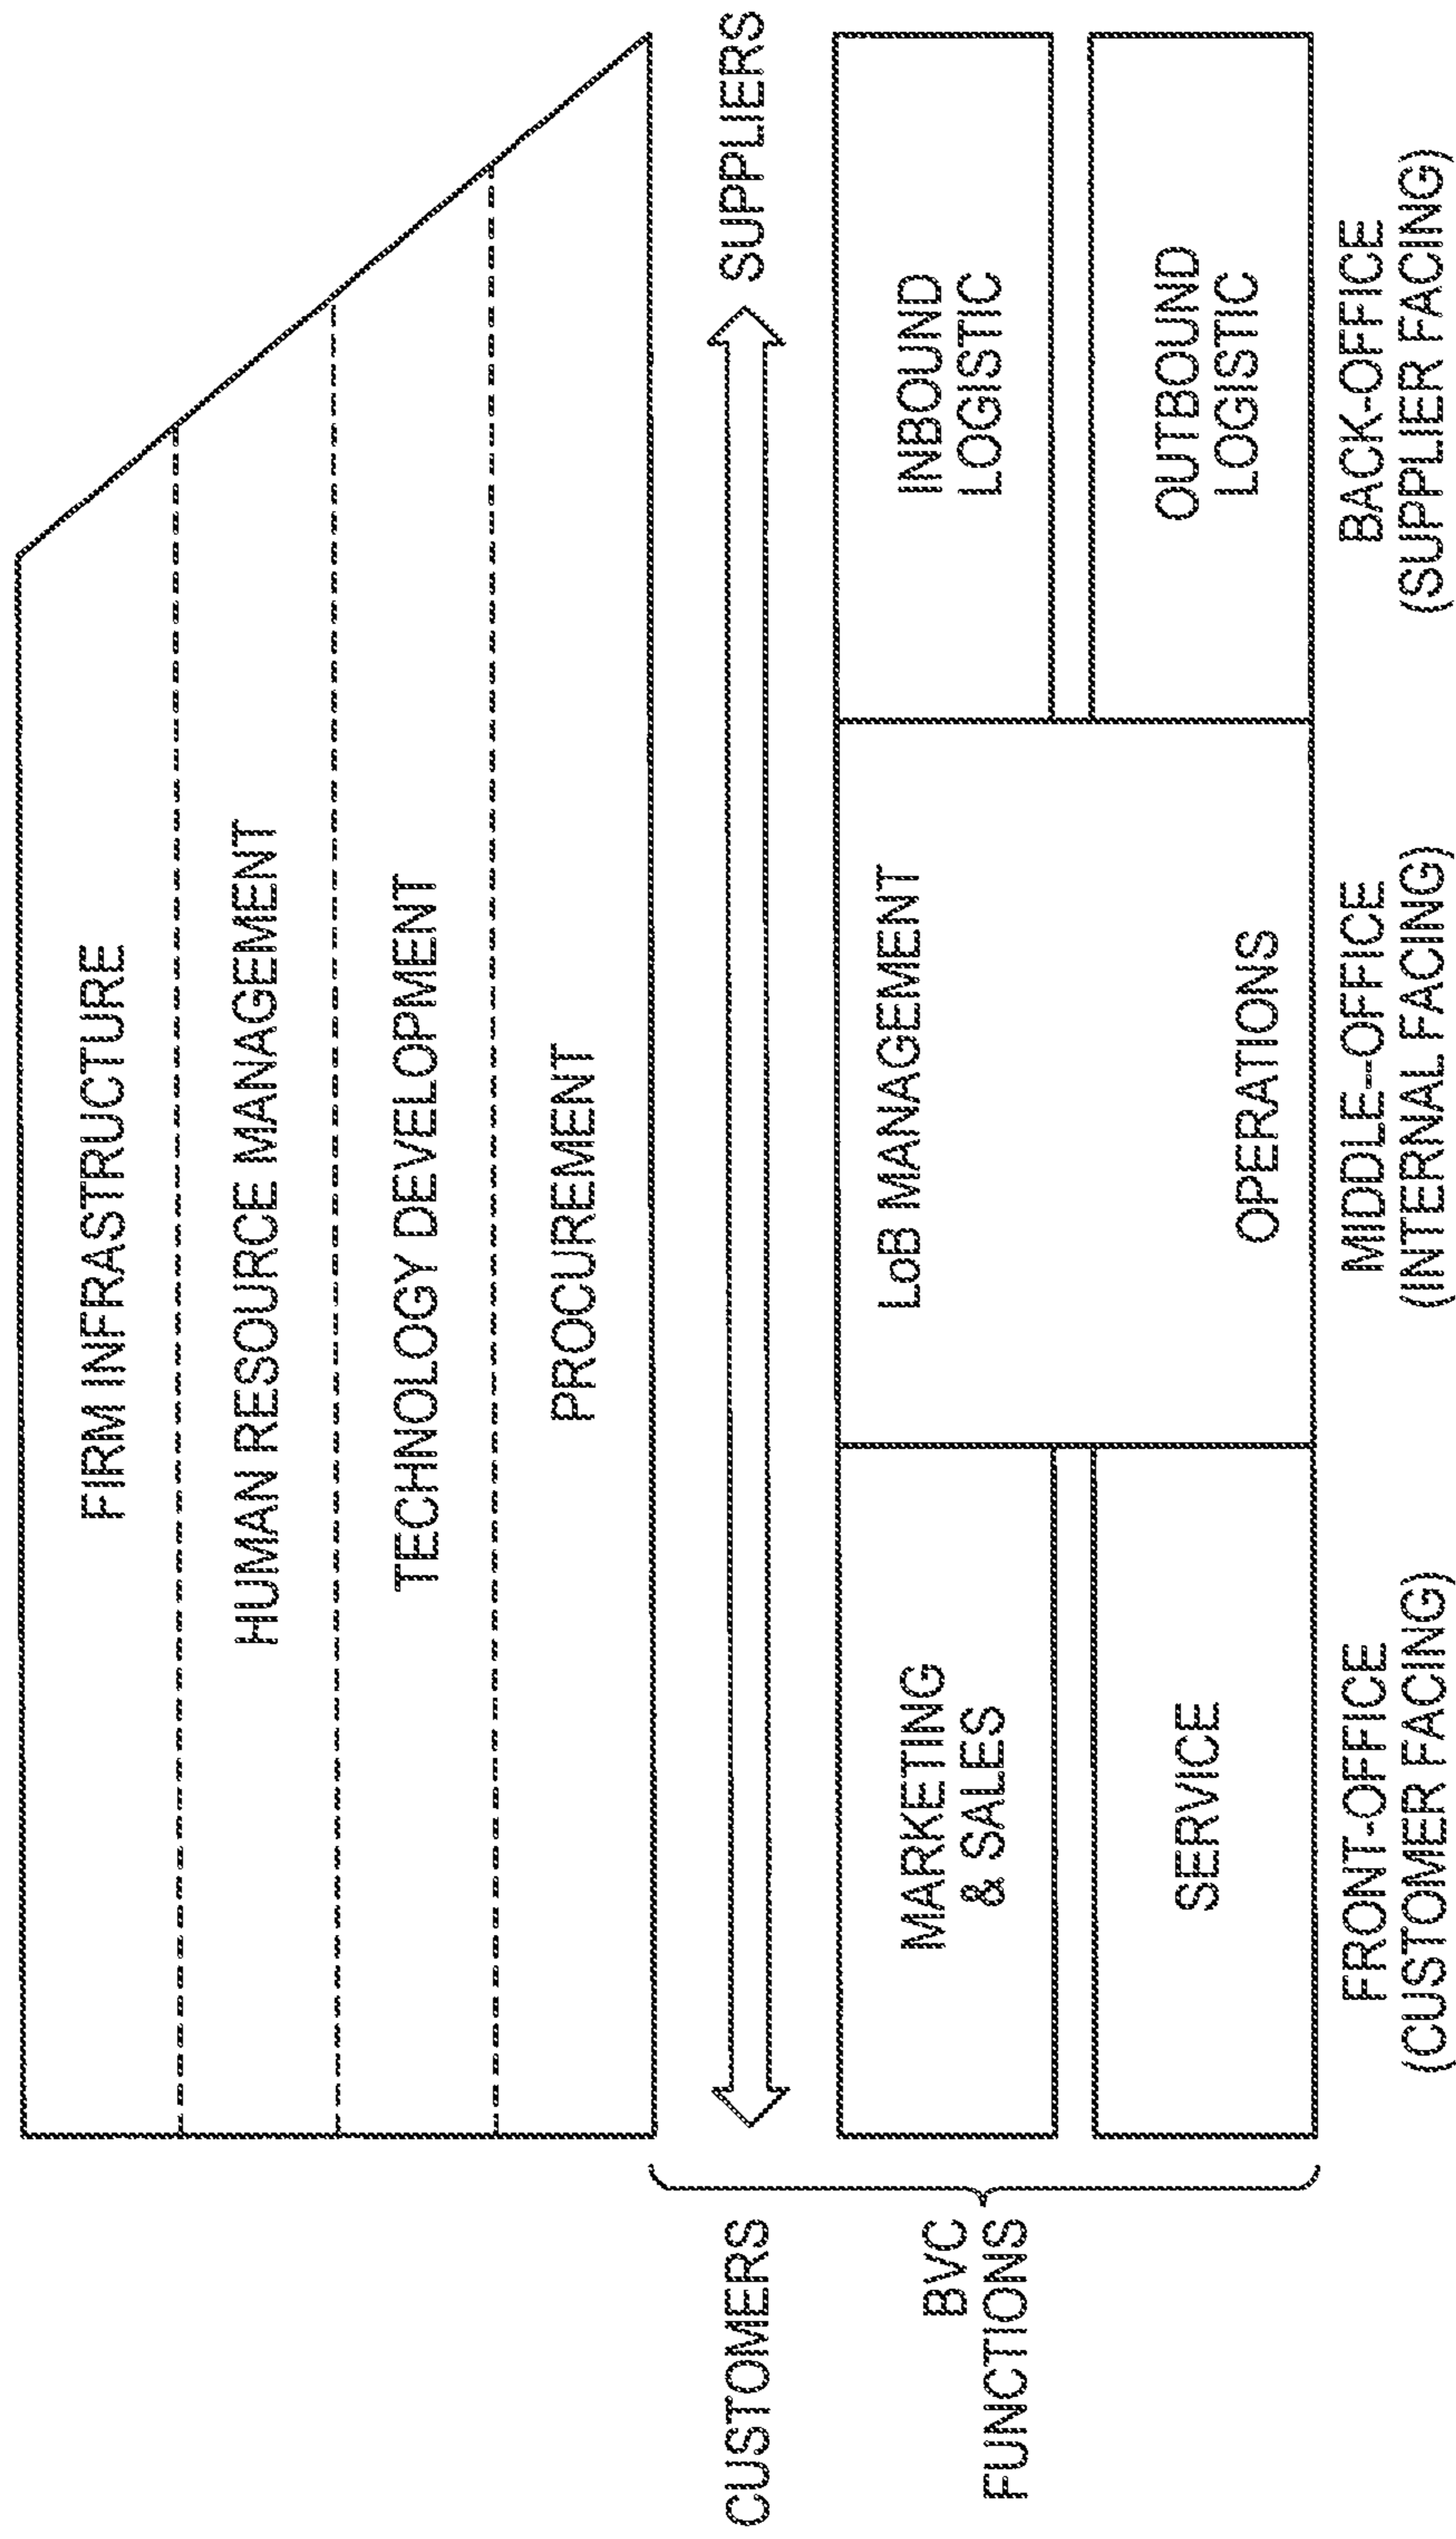 FIRM INFRASTRUCTURE
HUMAN RESOURCE MANAGEMENT
TECHNOLOGY DEVELOPMENT
PROCUREMENT
CUSTOMERS
SUPPLIERS
BVC
FUNCTIONS
MARKETING
& SALES
SERVICE
LoB MANAGEMENT
OPERATIONS
INBOUND
LOGISTIC
OUTBOUND
LOGISTIC
FRONT-OFFICE
(CUSTOMER FACING)
MIDDLE-OFFICE
(INTERNAL FACING)
BACK-OFFICE
(SUPPLIER FACING)